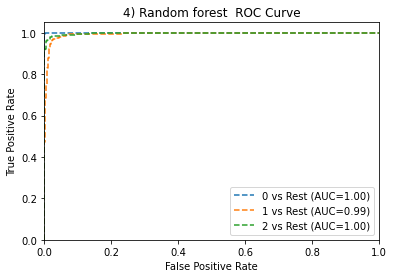 4) Random forest  ROC Curve
True Positive Rate
1.0
0.8
0.6
0.4
0.2
0.0
0 vs Rest (AUC=1.00)
1 vs Rest (AUC=0.99)
2 vs Rest (AUC=1.00)
0.0 0.2 0.4 0.6 0.8 1.0
False Positive Rate